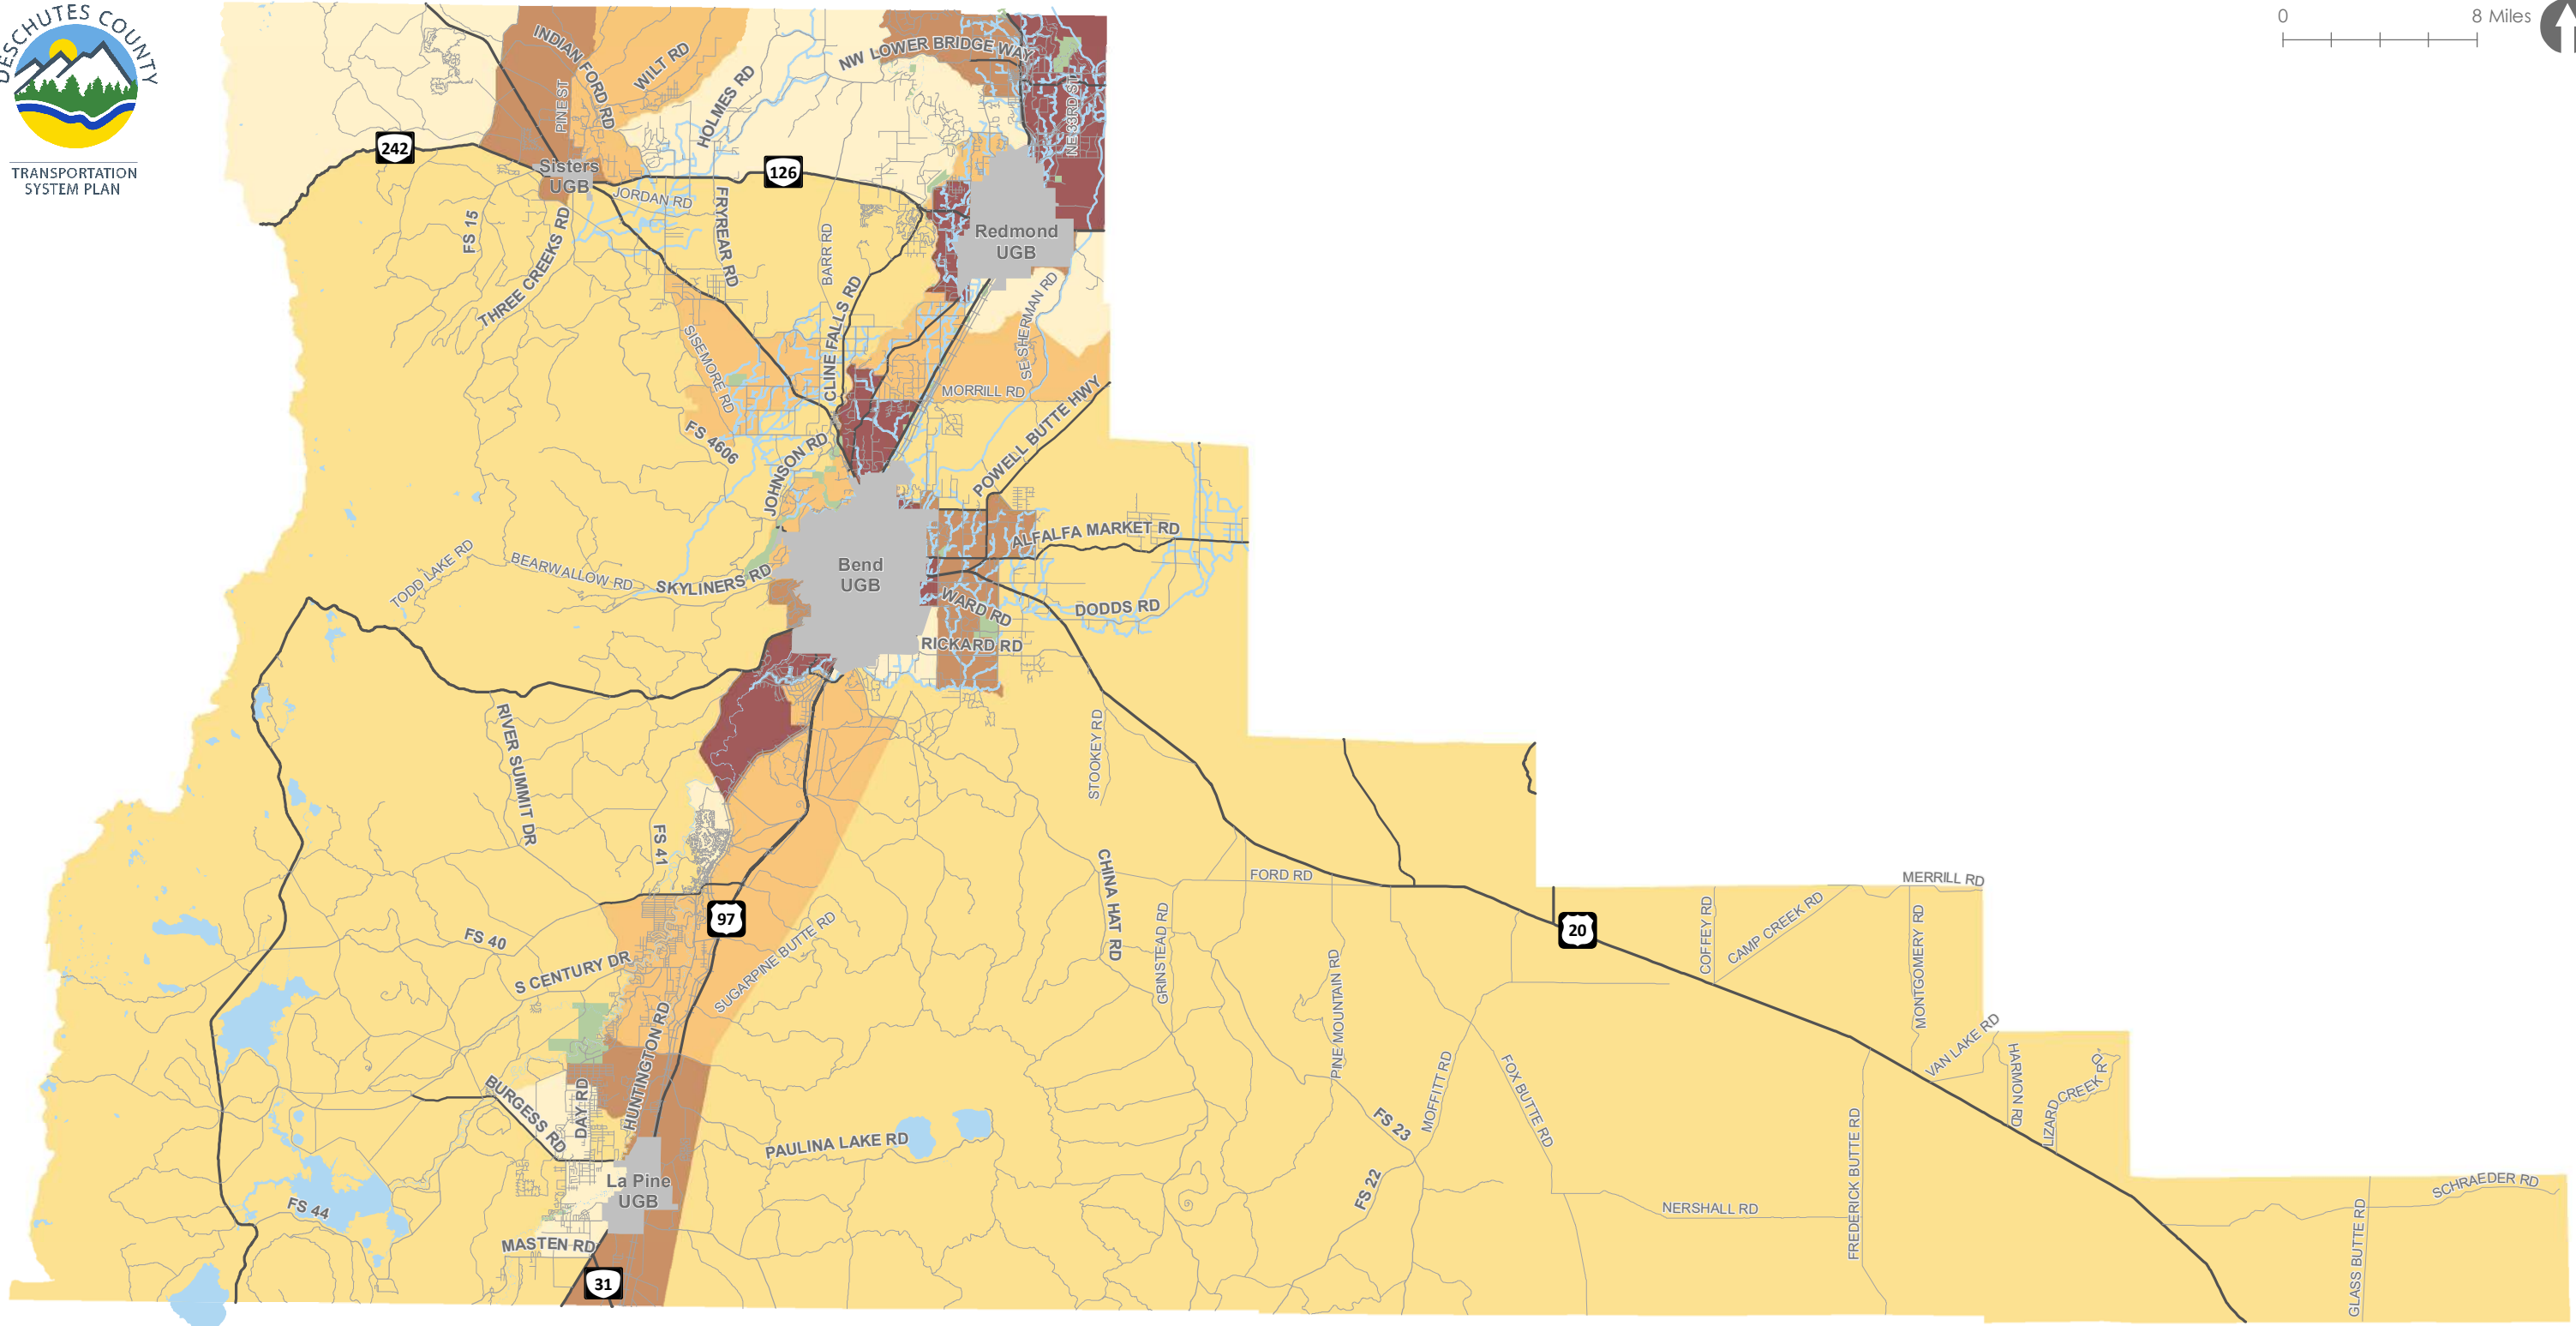 DESCHUTES COUNTY
TRANSPORTATION
SYSTEM PLAN
0 8 Miles
INDIAN FORD RD
WILT RD
PINE ST
HOLMES RD
NW LOWER BRIDGE WAY
NE 33RD ST
242
Sisters
UGB
126
JORDAN RD
FRYREAR RD
BARR RD
FS 15
THREE CREEKS RD
Redmond
UGB
CLINE FALLS RD
SE SHERMAN RD
SISEMORE RD
MORRILL RD
POWELL BUTTE HWY
FS 4606
JOHNSON RD
ALFALFA MARKET RD
TODD LAKE RD
BEARWALLOW RD
SKYLINERS RD
Bend
UGB
WARD RD
DODDS RD
RICKARD RD
RIVER SUMMIT DR
STOOKEY RD
FS 41
CHINA HAT RD
FORD RD
MERRILL RD
97
20
FS 40
S CENTURY DR
SUGARPINE BUTTE RD
GRINSTEAD RD
PINE MOUNTAIN RD
COFFEY RD
CAMP CREEK RD
MONTGOMERY RD
HUNTINGTON RD
VAN LAKE RD
HARMON RD
LIZARD CREEK RD
BURGESS RD
DAY RD
MOFFITT RD
FOX BUTTE RD
FS 23
PAULINA LAKE RD
FREDERICK BUTTE RD
La Pine
UGB
FS 44
FS 22
NERSHALL RD
SCHRAEDER RD
GLASS BUTTE RD
MASTEN RD
31